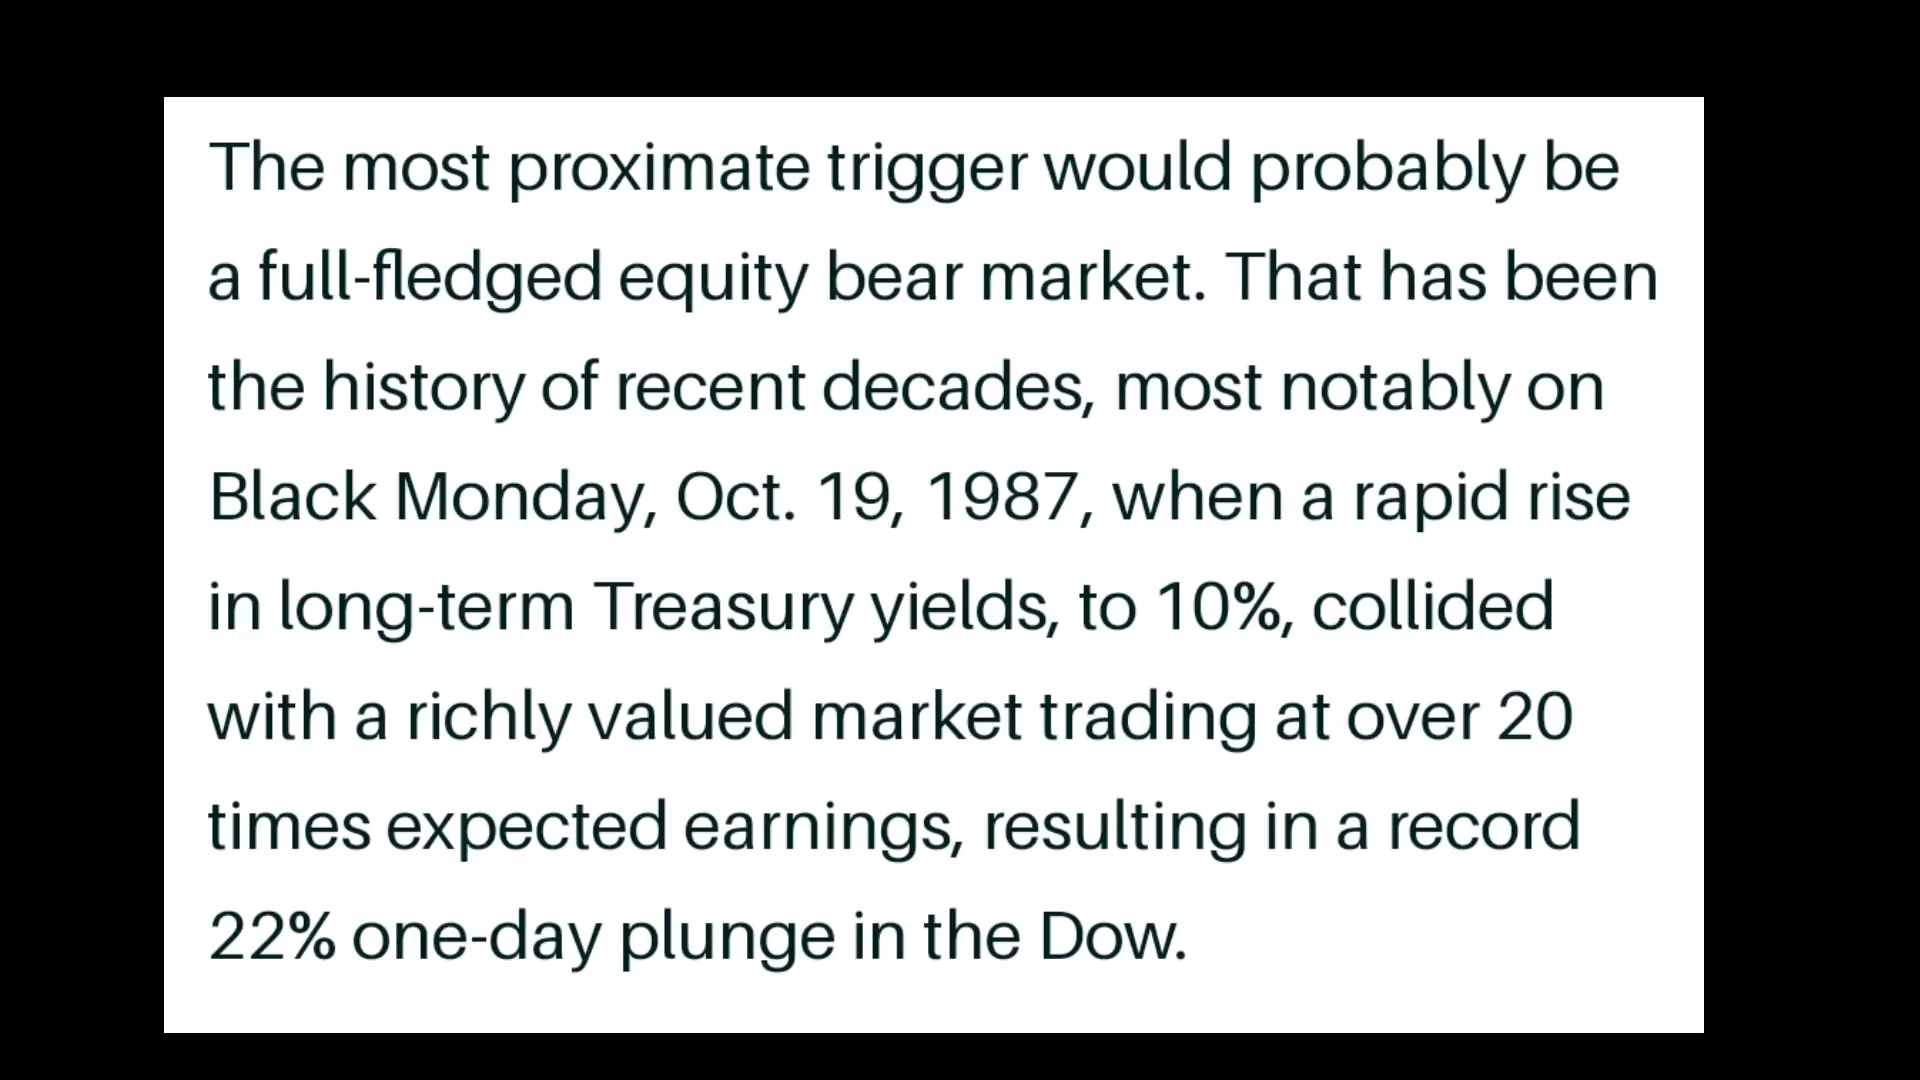 The most proximate trigger would probably be
a full-fledged equity bear market. That has been
the history of recent decades, most notably on
Black Monday, Oct. 19, 1987, when a rapid rise
in long-term Treasury yields, to 10%, collided
with a richly valued market trading at over 20
times expected earnings, resulting in a record
22% one-day plunge in the Dow.